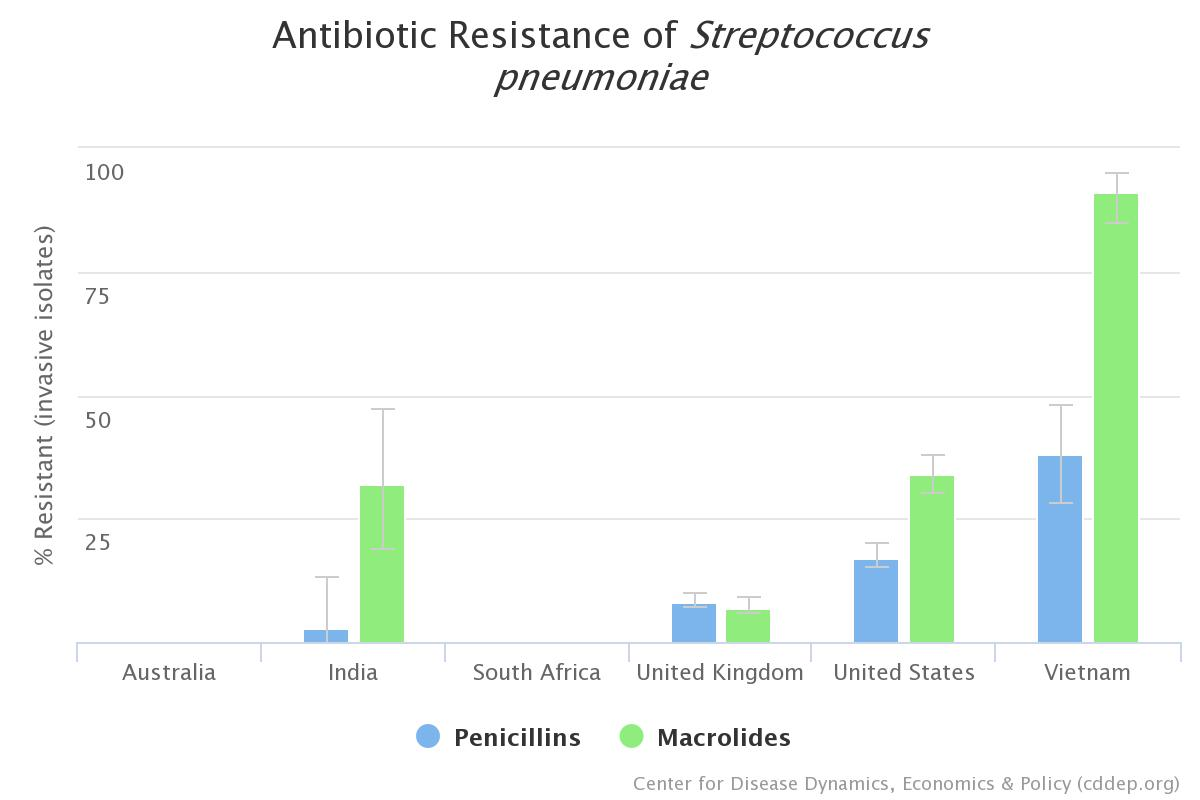 Antibiotic Resistance of Streptococcus
pneumoniae
% Resistant (invasive isolates)
100
75
50
25
Australia India South Africa United Kingdom United States Vietnam
Penicillins Macrolides
Center for Disease Dynamics, Economics & Policy (cddep.org)